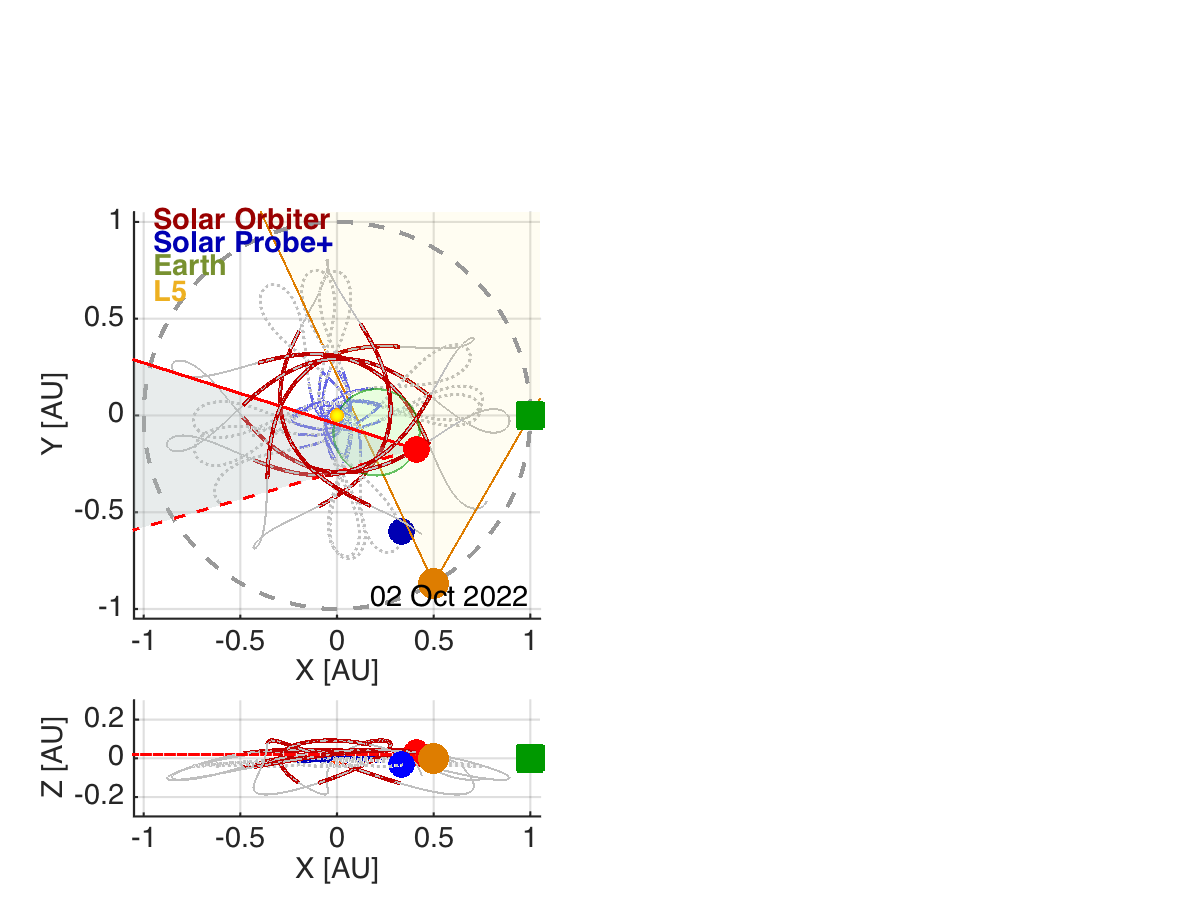 Solar Orbiter
Solar Probe+
Earth
L5
1
0.5
0
-0.5
-1
Y [AU]
02 Oct 2022
-1 -0.5 0 0.5 1
X [AU]
0.2
0
-0.2
Z [AU]
-1 -0.5 0 0.5 1
X [AU]